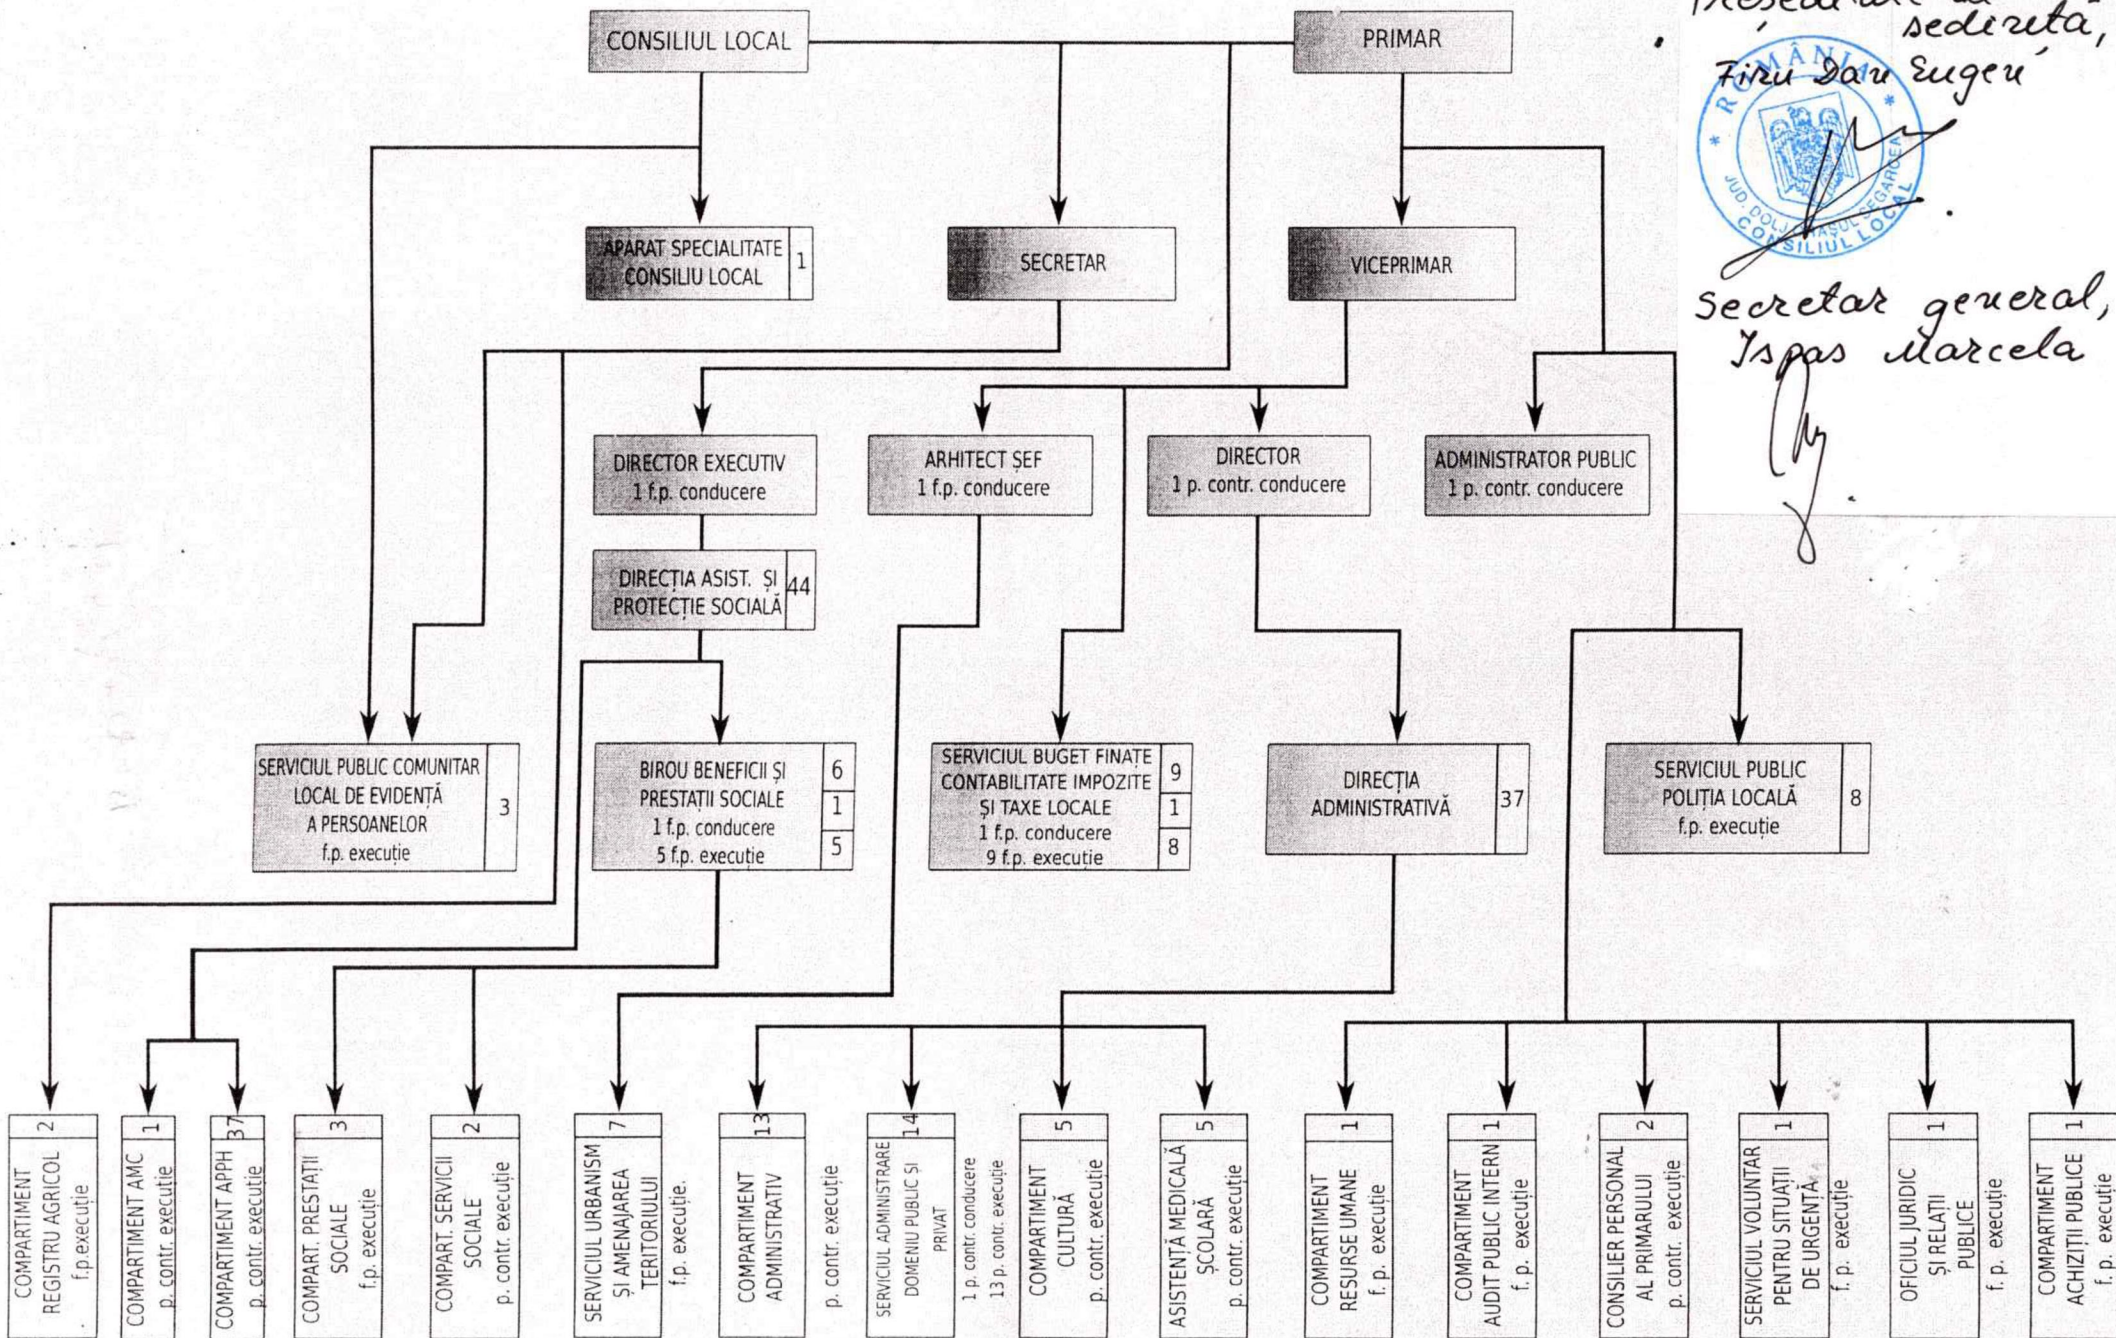 CONSILIUL LOCAL
PRIMAR
sedință,
Firu Dan Eugen
* ROMÂNIA *
JUD. DOLJ ORAȘUL SEGARCEA
CONSILIUL LOCAL
Secretar general,
Ispas Marcela
APARAT SPECIALITATE
CONSILIU LOCAL
1
SECRETAR
VICEPRIMAR
DIRECTOR EXECUTIV
1 f.p. conducere
ARHITECT ȘEF
1 f.p. conducere
DIRECTOR
1 p. contr. conducere
ADMINISTRATOR PUBLIC
1 p. contr. conducere
DIRECȚIA ASIST. ȘI
PROTECȚIE SOCIALĂ
44
SERVICIUL PUBLIC COMUNITAR
LOCAL DE EVIDENȚĂ
A PERSOANELOR
f.p. execuție
3
BIROU BENEFICII ȘI
PRESTAȚII SOCIALE
1 f.p. conducere
5 f.p. execuție
6
1
5
SERVICIUL BUGET FINAȚE
CONTABILITATE IMPOZITE
ȘI TAXE LOCALE
1 f.p. conducere
9 f.p. execuție
9
1
8
DIRECȚIA
ADMINISTRATIVĂ
37
SERVICIUL PUBLIC
POLIȚIA LOCALĂ
f.p. execuție
8
2
COMPARTIMENT
REGISTRU AGRICOL
f.p.execuție
1
COMPARTIMENT AMC
p. contr. execuție
37
COMPARTIMENT APPH
p. contr. execuție
3
COMPART. PRESTAȚII
SOCIALE
f.p. execuție
2
COMPART. SERVICII
SOCIALE
p. contr. execuție
7
SERVICIUL URBANISM
ȘI AMENAJAREA
TERITORIULUI
f.p. execuție.
13
COMPARTIMENT
ADMINISTRATIV
p. contr. execuție
14
SERVICIUL ADMINISTRARE
DOMENIU PUBLIC ȘI
PRIVAT
1 p. contr. conducere
13 p. contr. execuție
5
COMPARTIMENT
CULTURĂ
p. contr. execuție
5
ASISTENȚĂ MEDICALĂ
ȘCOLARĂ
p. contr. execuție
1
COMPARTIMENT
RESURSE UMANE
f. p. execuție
1
COMPARTIMENT
AUDIT PUBLIC INTERN
f. p. execuție
2
CONSILIER PERSONAL
AL PRIMARULUI
p. contr. execuție
1
SERVICIUL VOLUNTAR
PENTRU SITUAȚII
DE URGENȚĂ
f. p. execuție
1
OFICIUL JURIDIC
ȘI RELAȚII
PUBLICE
f. p. execuție
1
COMPARTIMENT
ACHIZIȚII PUBLICE
f. p. execuție